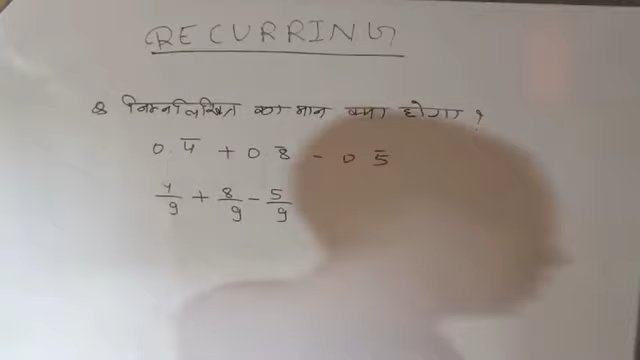 RECURRING
Q निम्नलिखित का मान क्या होगा ?
0.4̅ + 0.8̅ - 0.5̅
4/9 + 8/9 - 5/9